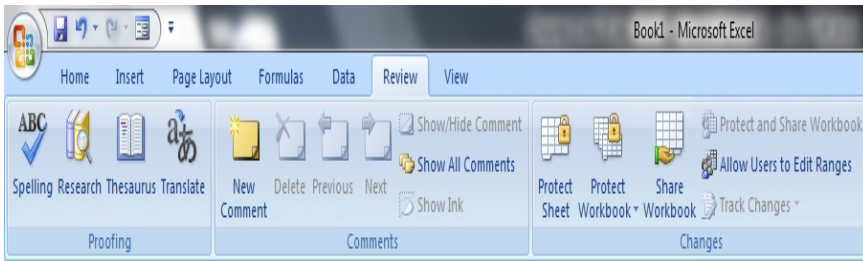 Book1 - Microsoft Excel
Home Insert Page Layout Formulas Data Review View
ABC
Spelling Research Thesaurus Translate
Proofing
New Comment
Delete Previous Next
Show/Hide Comment
Show All Comments
Show Ink
Comments
Protect Sheet
Protect Workbook
Share Workbook
Protect and Share Workbook
Allow Users to Edit Ranges
Track Changes
Changes